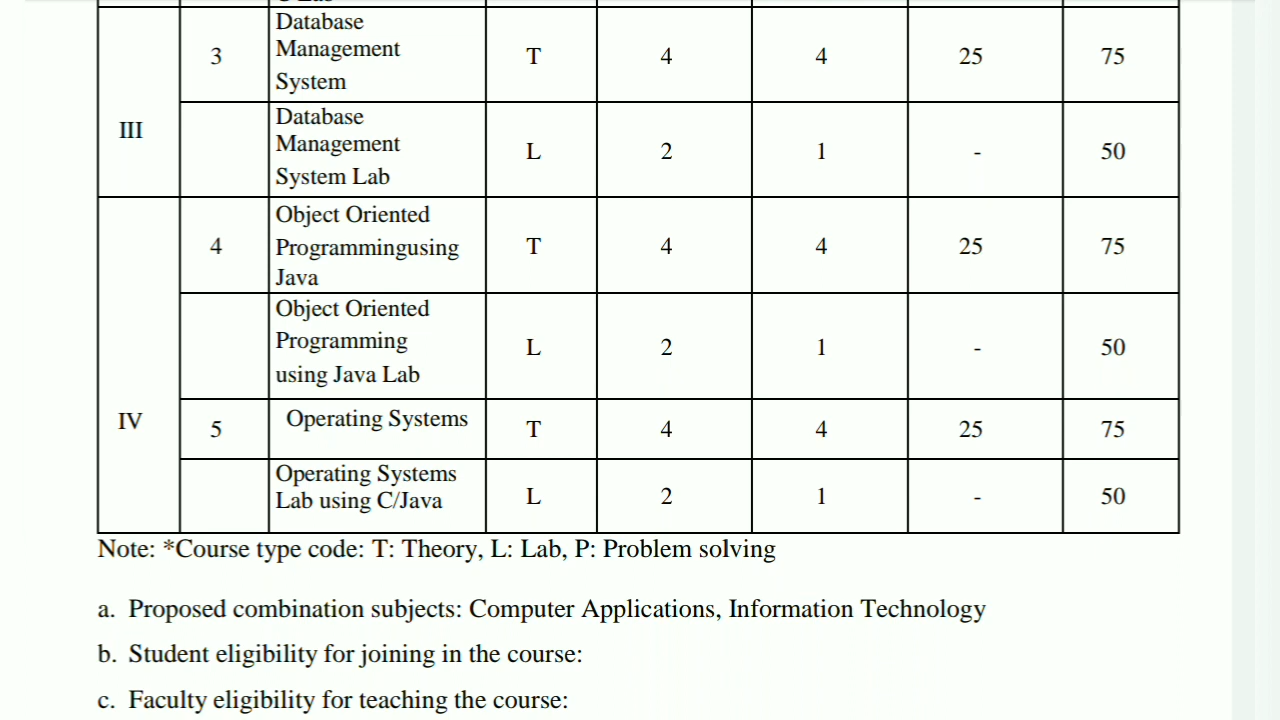 Database
3 Management T 4 4 25 75
System
III
Database
Management L 2 1 - 50
System Lab
Object Oriented
4 Programmingusing T 4 4 25 75
Java
Object Oriented
Programming L 2 1 - 50
using Java Lab
IV
5 Operating Systems T 4 4 25 75
Operating Systems
Lab using C/Java L 2 1 - 50
Note: *Course type code: T: Theory, L: Lab, P: Problem solving
a. Proposed combination subjects: Computer Applications, Information Technology
b. Student eligibility for joining in the course:
c. Faculty eligibility for teaching the course: